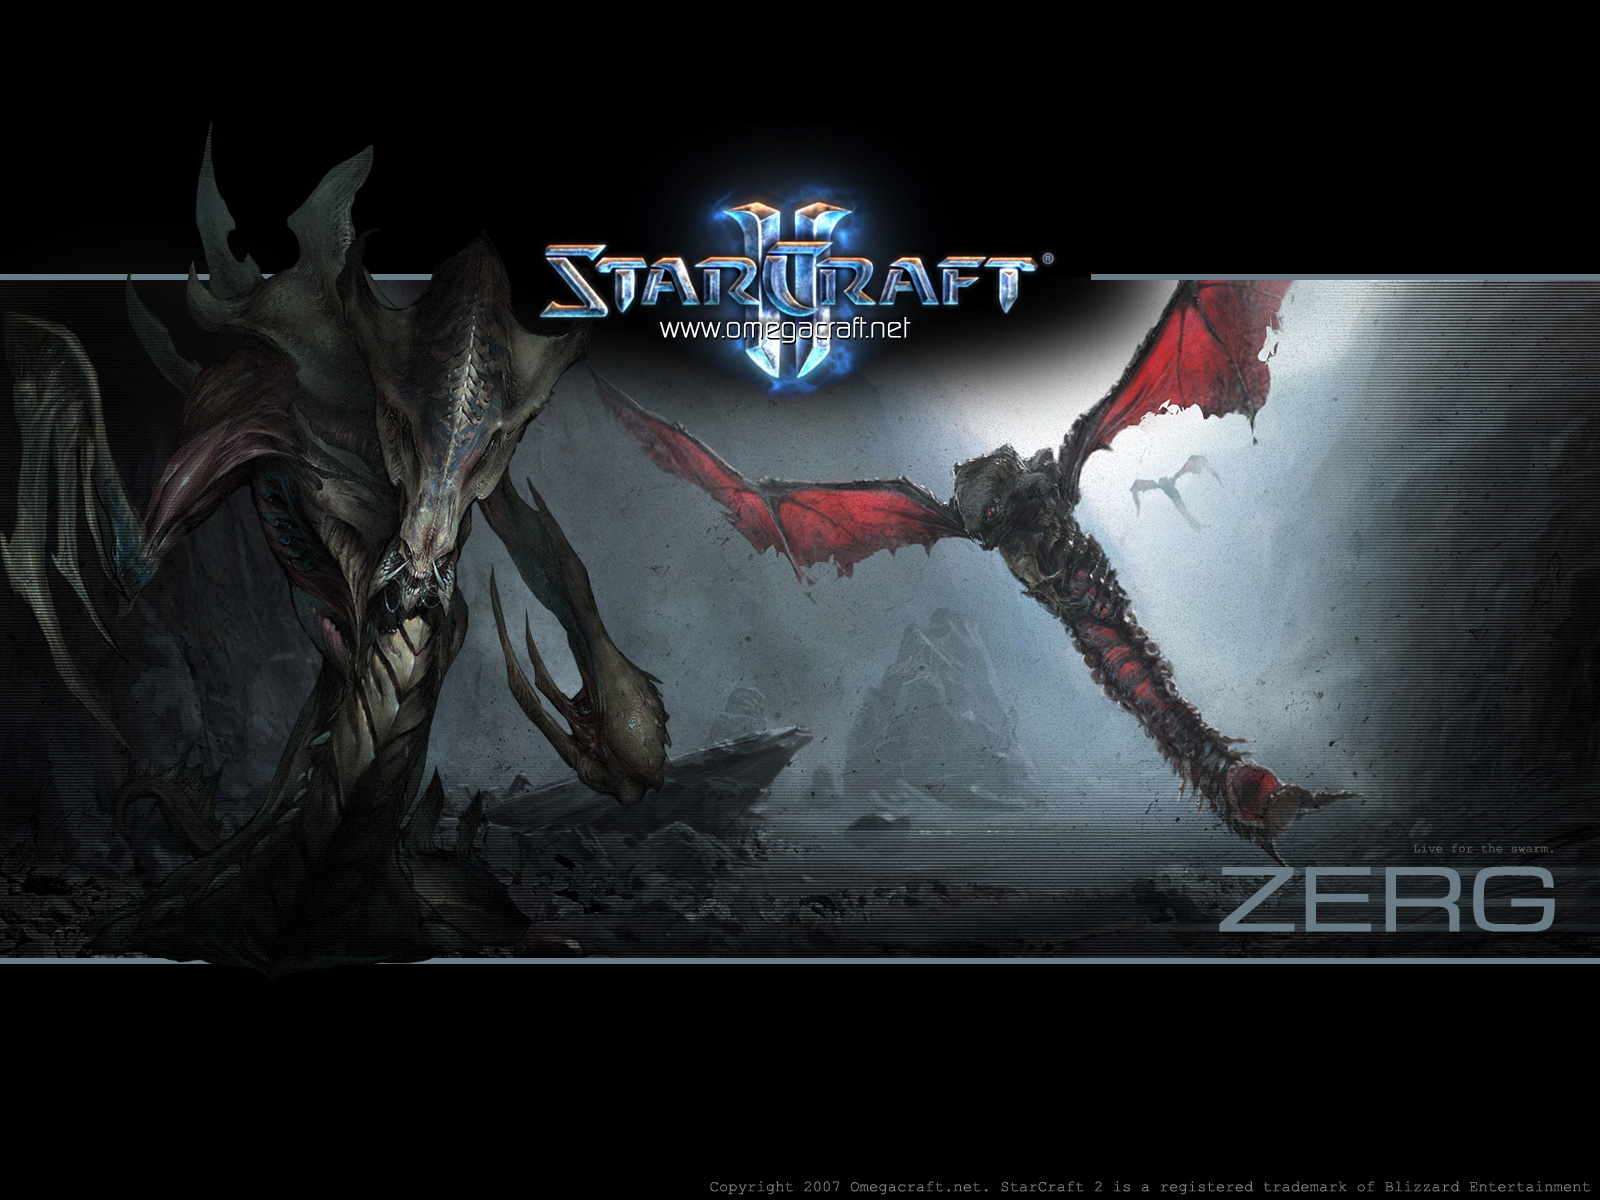 STARCRAFT II ®
www.omegacraft.net
Live for the swarm.
ZERG
Copyright 2007 Omegacraft.net. StarCraft 2 is a registered trademark of Blizzard Entertainment